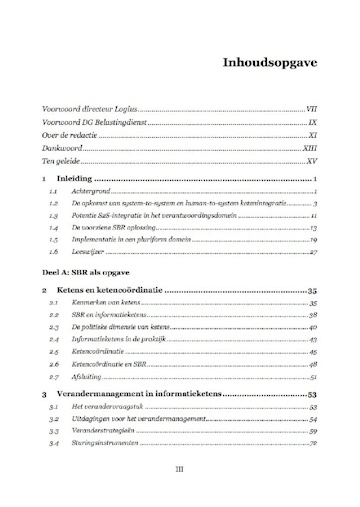 Inhoudsopgave
Voorwoord directeur Logius VII
Voorwoord DG Belastingdienst IX
Over de redactie XI
Dankwoord XIII
Ten geleide XV
1 Inleiding 1
1.1 Achtergrond 1
1.2 De opkomst van system-to-system en human-to-system ketenintegratie 3
1.3 Potentie S2S-integratie in het verantwoordingsdomein 11
1.4 De voorziene SBR oplossing 13
1.5 Implementatie in een pluriform domein 19
1.6 Leeswijzer 27
Deel A: SBR als opgave
2 Ketens en ketencoördinatie 35
2.1 Kenmerken van ketens 35
2.2 SBR en informatieketens 38
2.3 De politieke dimensie van ketens 40
2.4 Informatieketens in de praktijk 43
2.5 Ketencoördinatie 45
2.6 Ketencoördinatie en SBR 48
2.7 Afsluiting 51
3 Verandermanagement in informatieketens 53
3.1 Het verandervraagstuk 53
3.2 Uitdagingen voor het verandermanagement 54
3.3 Veranderstrategieën 59
3.4 Sturingsinstrumenten 72
III